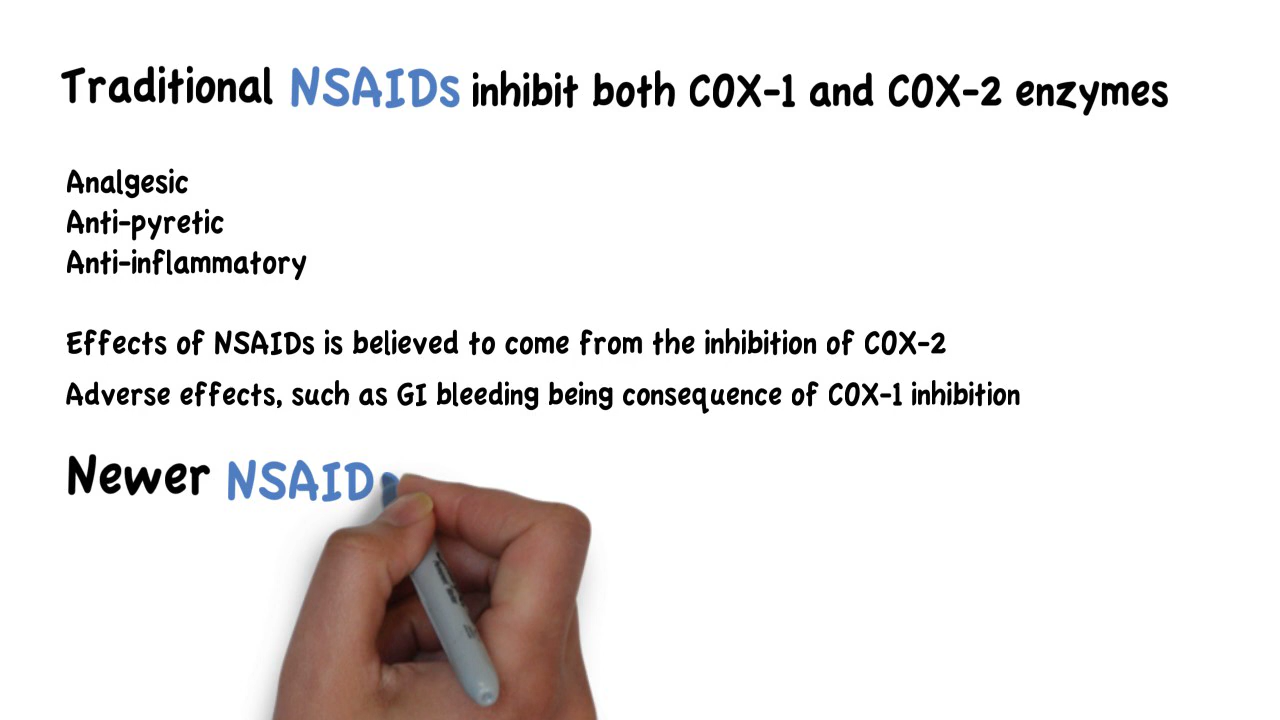 Traditional NSAIDs inhibit both COX-1 and COX-2 enzymes
Analgesic
Anti-pyretic
Anti-inflammatory
Effects of NSAIDs is believed to come from the inhibition of COX-2
Adverse effects, such as GI bleeding being consequence of COX-1 inhibition
Newer NSAID